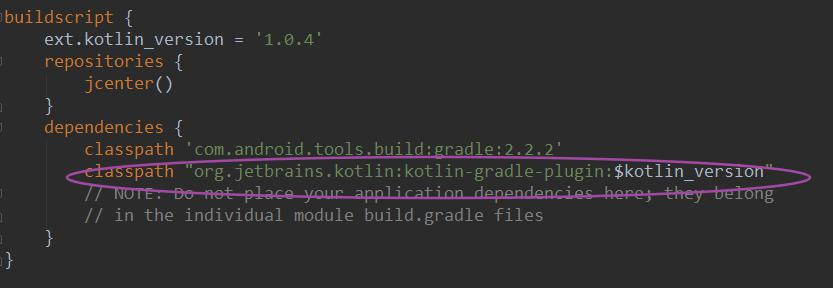 buildscript {
    ext.kotlin_version = '1.0.4'
    repositories {
        jcenter()
    }
    dependencies {
        classpath 'com.android.tools.build:gradle:2.2.2'
        classpath "org.jetbrains.kotlin:kotlin-gradle-plugin:$kotlin_version"
        // NOTE: Do not place your application dependencies here; they belong
        // in the individual module build.gradle files
    }
}